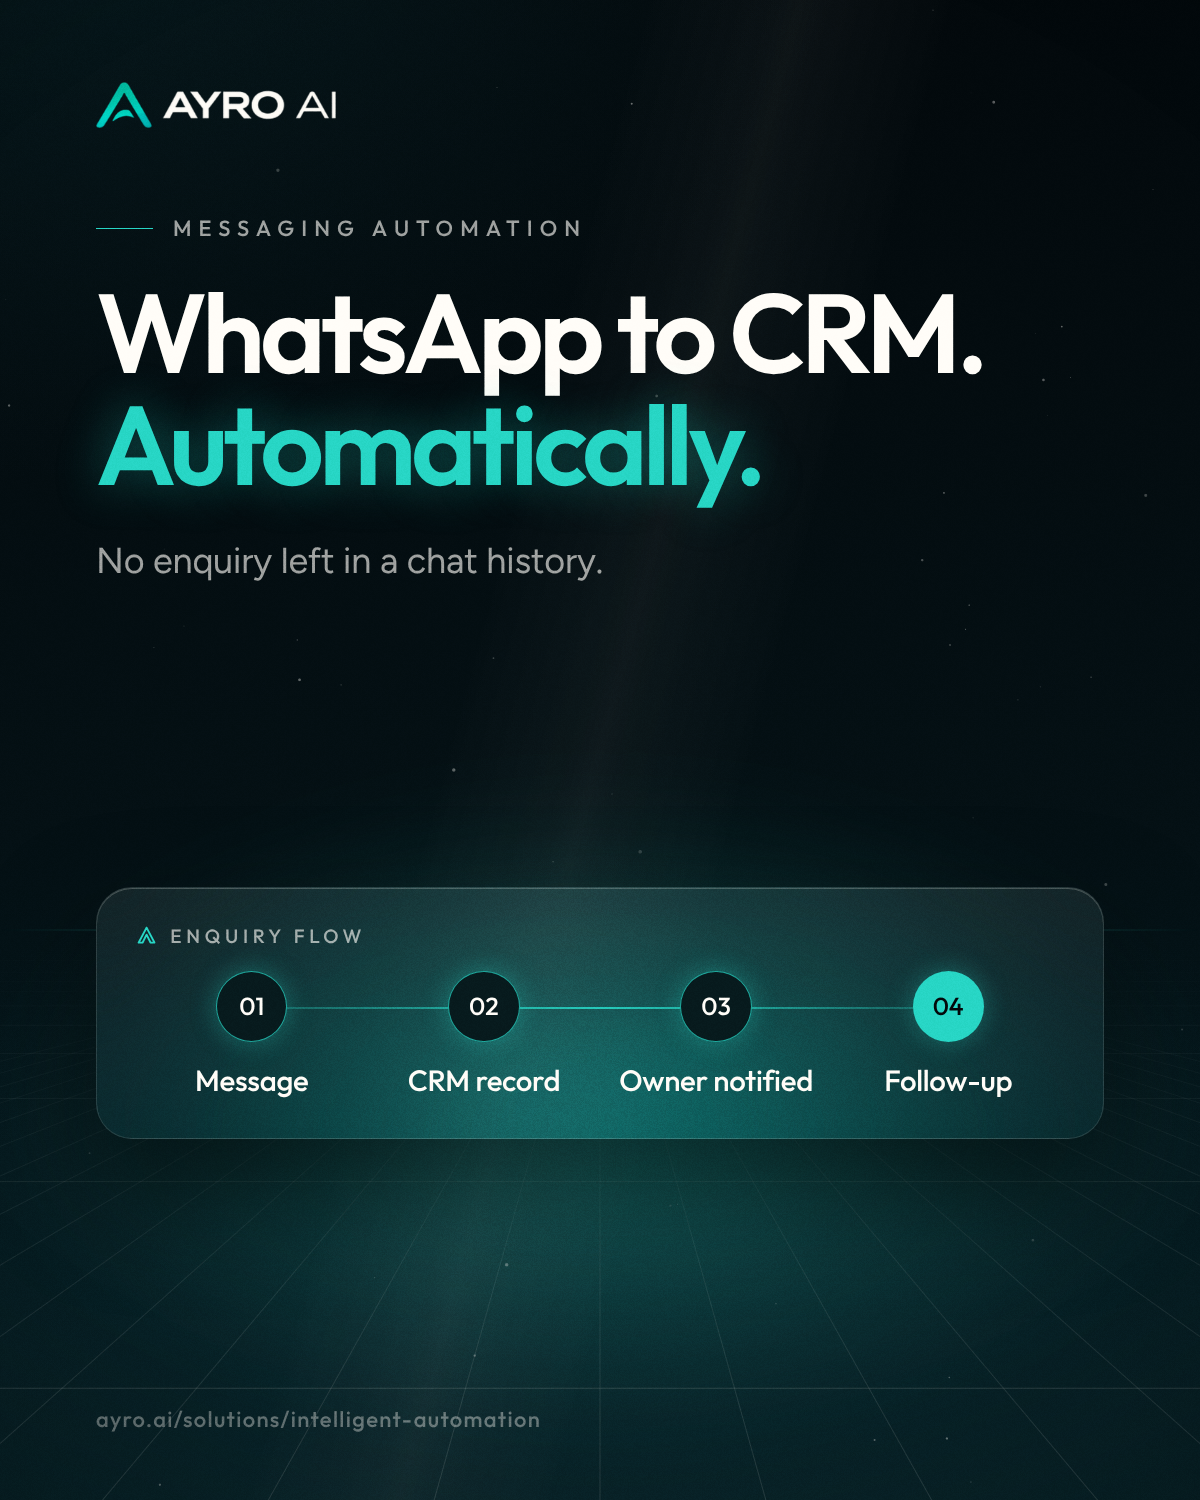 AYRO AI
MESSAGING AUTOMATION
WhatsApp to CRM.
Automatically.
No enquiry left in a chat history.
ENQUIRY FLOW
01 02 03 04
Message CRM record Owner notified Follow-up
ayro.ai/solutions/intelligent-automation